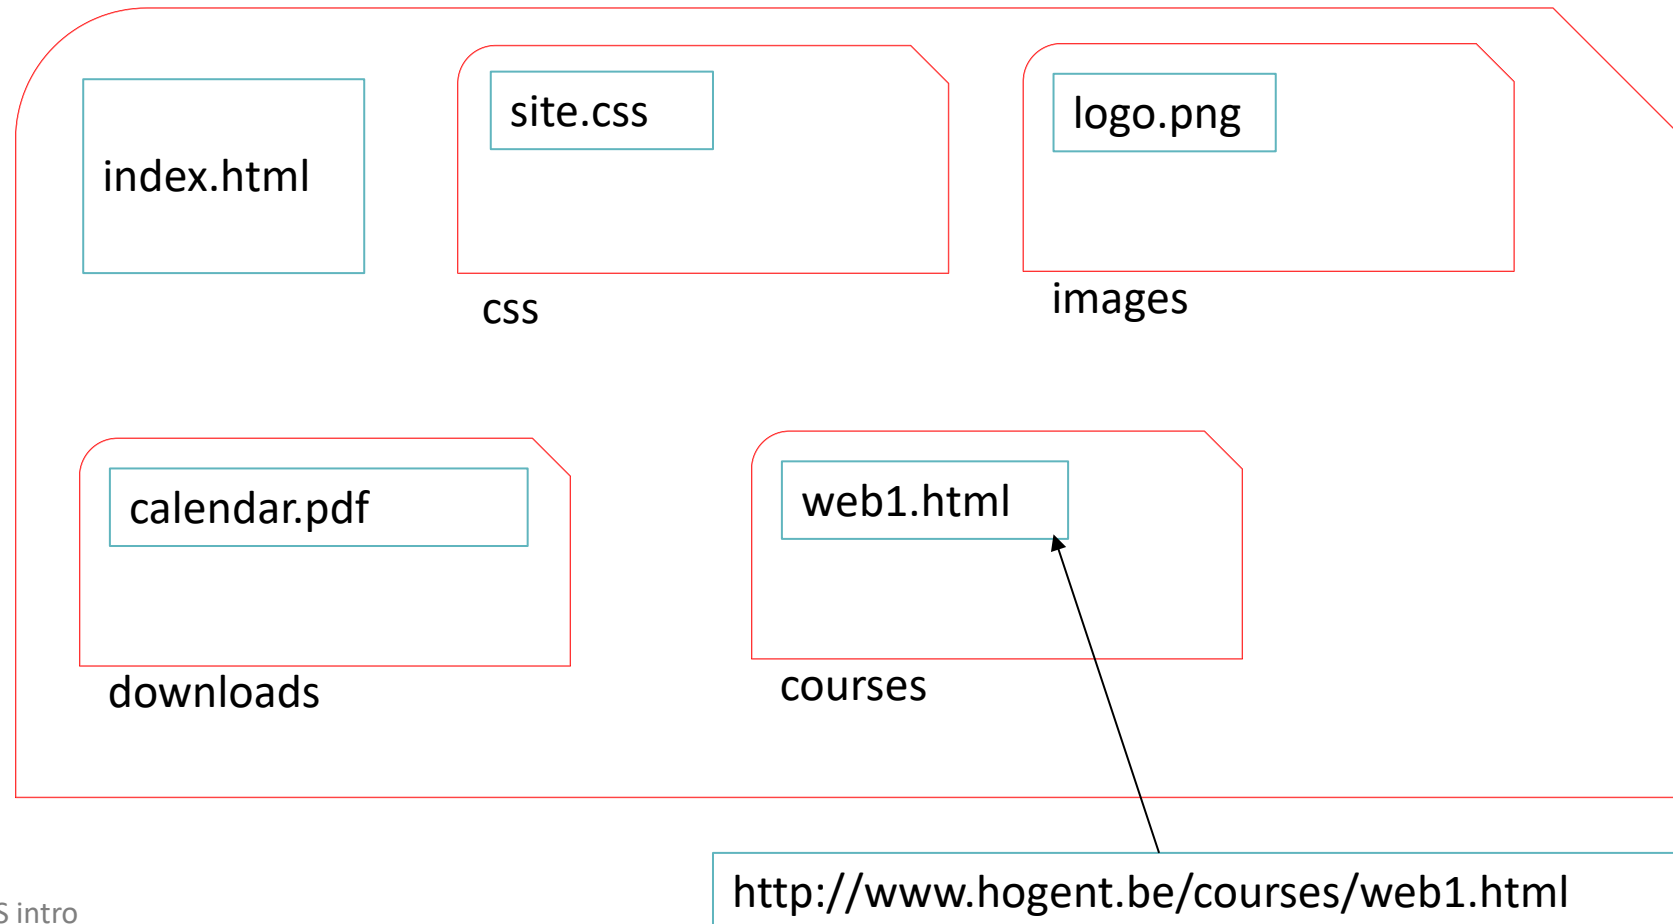 index.html
site.css
logo.png
css
images
calendar.pdf
web1.html
downloads
courses
http://www.hogent.be/courses/web1.html
intro